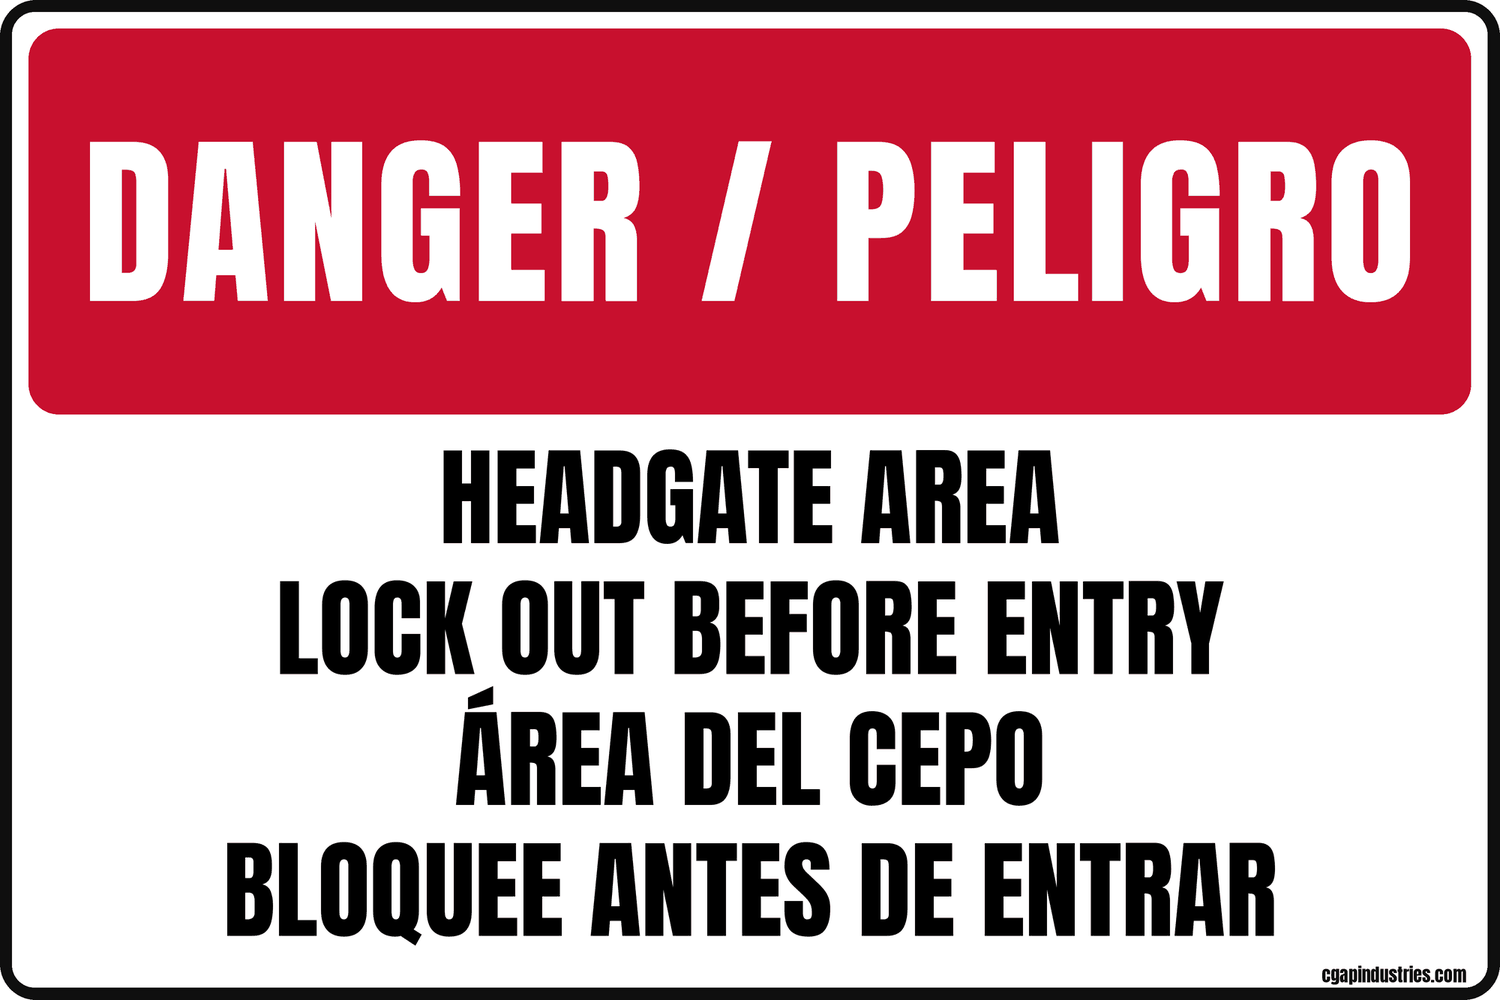 DANGER / PELIGRO
HEADGATE AREA
LOCK OUT BEFORE ENTRY
ÁREA DEL CEPO
BLOQUEE ANTES DE ENTRAR
cgapindustries.com